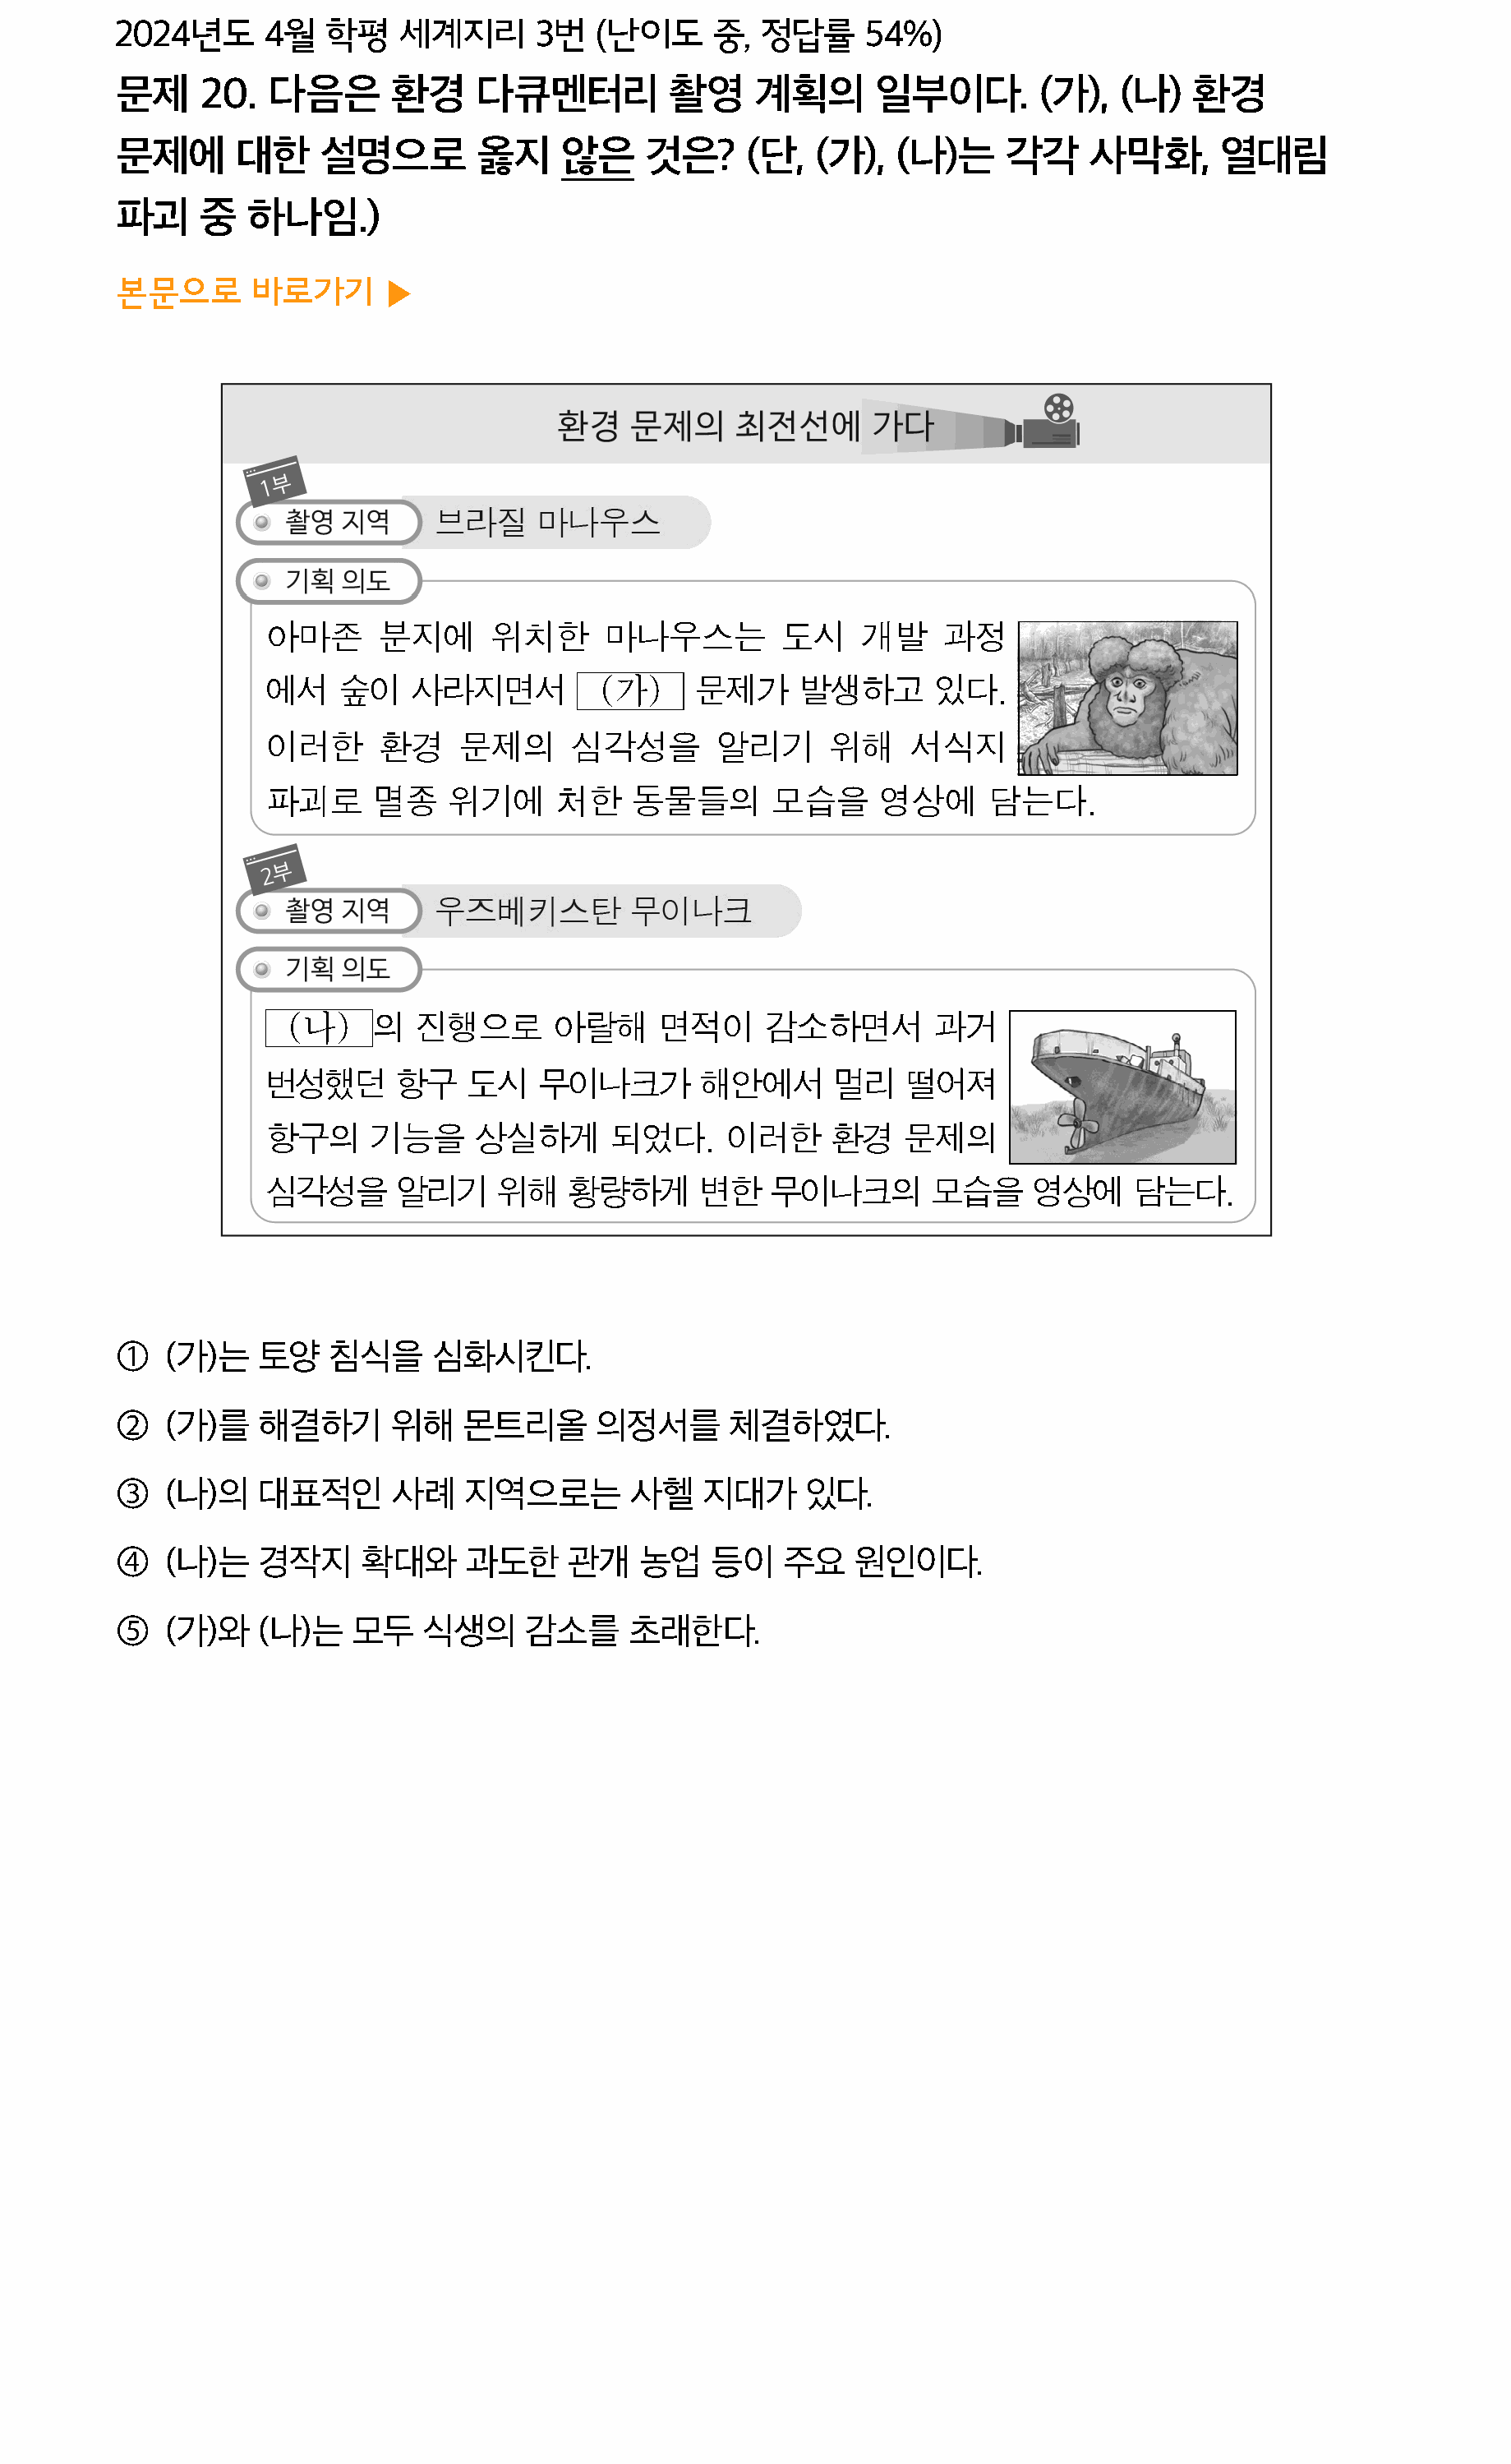 2024년도 4월 학평 세계지리 3번 (난이도 중, 정답률 54%)
문제 20. 다음은 환경 다큐멘터리 촬영 계획의 일부이다. (가), (나) 환경
문제에 대한 설명으로 옳지 않은 것은? (단, (가), (나)는 각각 사막화, 열대림
파괴 중 하나임.)
본문으로 바로가기 ▶
환경 문제의 최전선에 가다
1부
촬영 지역 브라질 마나우스
기획 의도
아마존 분지에 위치한 마나우스는 도시 개발 과정
에서 숲이 사라지면서 (가) 문제가 발생하고 있다.
이러한 환경 문제의 심각성을 알리기 위해 서식지
파괴로 멸종 위기에 처한 동물들의 모습을 영상에 담는다.
2부
촬영 지역 우즈베키스탄 무이나크
기획 의도
(나)의 진행으로 아랄해 면적이 감소하면서 과거
번성했던 항구 도시 무이나크가 해안에서 멀리 떨어져
항구의 기능을 상실하게 되었다. 이러한 환경 문제의
심각성을 알리기 위해 황량하게 변한 무이나크의 모습을 영상에 담는다.
① (가)는 토양 침식을 심화시킨다.
② (가)를 해결하기 위해 몬트리올 의정서를 체결하였다.
③ (나)의 대표적인 사례 지역으로는 사헬 지대가 있다.
④ (나)는 경작지 확대와 과도한 관개 농업 등이 주요 원인이다.
⑤ (가)와 (나)는 모두 식생의 감소를 초래한다.